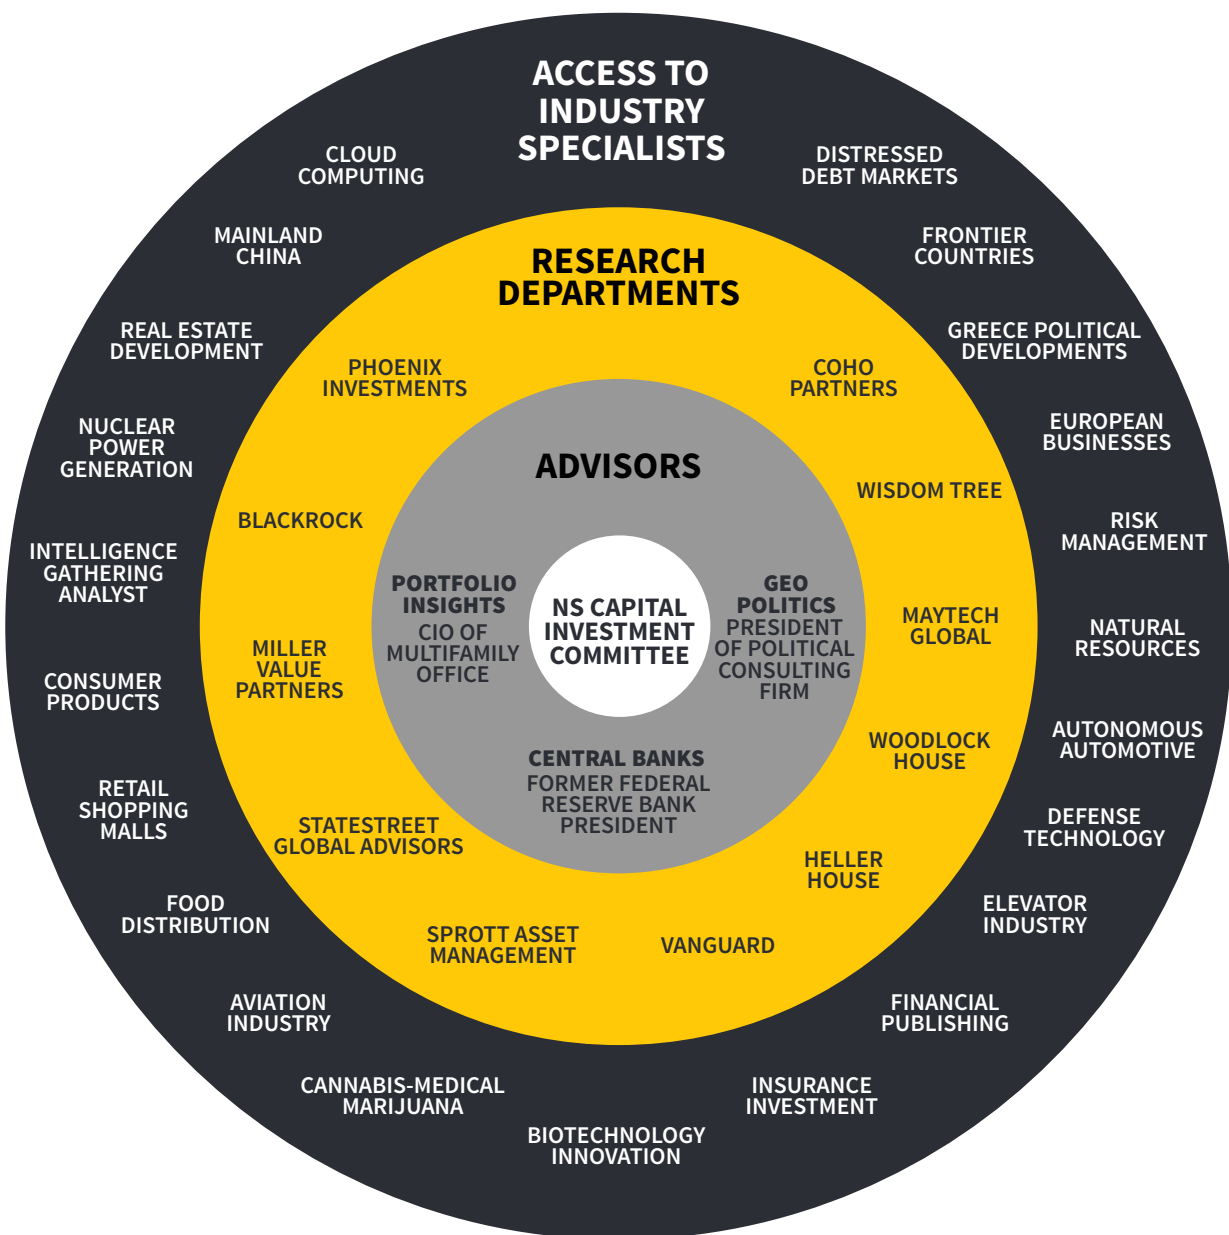 ACCESS TO
INDUSTRY
SPECIALISTS
CLOUD
COMPUTING
MAINLAND
CHINA
REAL ESTATE
DEVELOPMENT
NUCLEAR
POWER
GENERATION
INTELLIGENCE
GATHERING
ANALYST
CONSUMER
PRODUCTS
RETAIL
SHOPPING
MALLS
FOOD
DISTRIBUTION
AVIATION
INDUSTRY
CANNABIS-MEDICAL
MARIJUANA
BIOTECHNOLOGY
INNOVATION
INSURANCE
INVESTMENT
FINANCIAL
PUBLISHING
ELEVATOR
INDUSTRY
DEFENSE
TECHNOLOGY
AUTONOMOUS
AUTOMOTIVE
NATURAL
RESOURCES
RISK
MANAGEMENT
EUROPEAN
BUSINESSES
GREECE POLITICAL
DEVELOPMENTS
FRONTIER
COUNTRIES
DISTRESSED
DEBT MARKETS
RESEARCH
DEPARTMENTS
PHOENIX
INVESTMENTS
BLACKROCK
MILLER
VALUE
PARTNERS
STATESTREET
GLOBAL ADVISORS
SPROTT ASSET
MANAGEMENT
VANGUARD
HELLER
HOUSE
WOODLOCK
HOUSE
MAYTECH
GLOBAL
WISDOM TREE
COHO
PARTNERS
ADVISORS
PORTFOLIO
INSIGHTS
CIO OF
MULTIFAMILY
OFFICE
GEO
POLITICS
PRESIDENT
OF POLITICAL
CONSULTING
FIRM
CENTRAL BANKS
FORMER FEDERAL
RESERVE BANK
PRESIDENT
NS CAPITAL
INVESTMENT
COMMITTEE